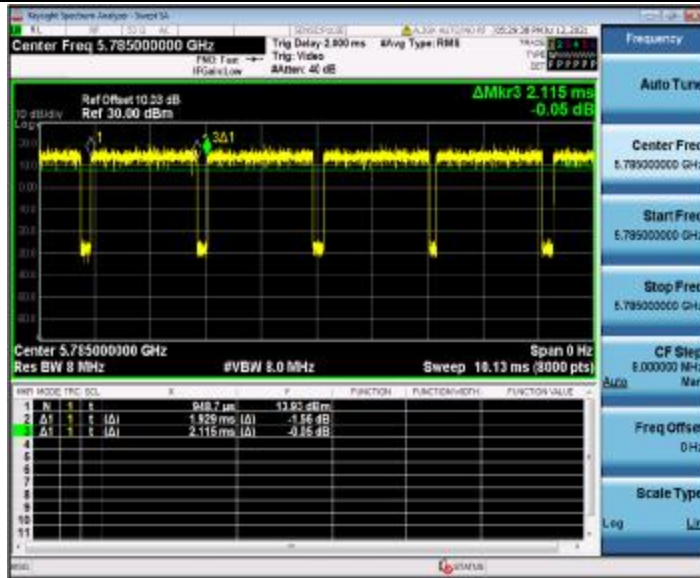 Keysight Spectrum Analyzer - Swept SA
Center Freq 5.785000000 GHz
PNO: Fast
IFGain:Low
Trig Delay-2.000 ms
Trig: Video
#Atten: 40 dB
#Avg Type: RMS
TRACE
TYPE
DET
P P P P P P
Frequency
Auto Tune
Center Freq
5.785000000 GHz
Start Freq
5.785000000 GHz
Stop Freq
5.785000000 GHz
CF Step
8.000000 MHz
Auto Man
Freq Offset
0 Hz
Scale Type
Log Lin
10 dB/div
Log
Ref Offset 10.33 dB
Ref 30.00 dBm
ΔMkr3 2.115 ms
-0.05 dB
1
3Δ1
Center 5.785000000 GHz
Res BW 8 MHz
#VBW 8.0 MHz
Span 0 Hz
Sweep 10.13 ms (8000 pts)
MKR MODE TRC SCL X Y FUNCTION FUNCTION WIDTH FUNCTION VALUE
1 N 1 t 948.7 µs 13.93 dBm
2 Δ1 1 t (Δ) 1.929 ms (Δ) -1.56 dB
3 Δ1 1 t (Δ) 2.115 ms (Δ) -0.05 dB
4
5
6
7
8
9
10
11
MSG
STATUS